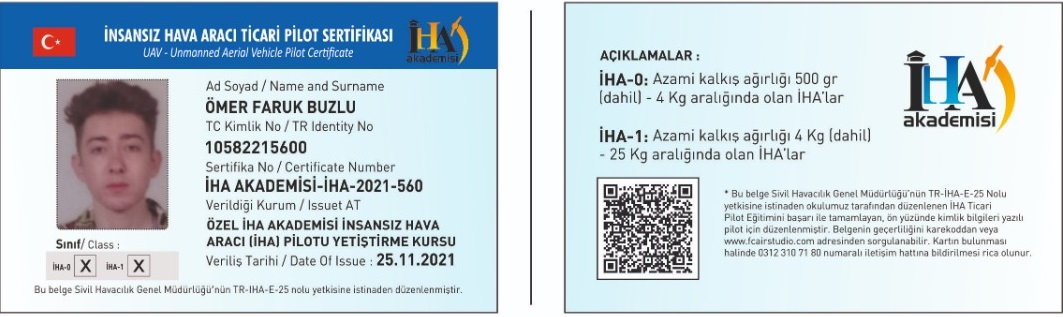 İNSANSIZ HAVA ARACI TİCARİ PİLOT SERTİFİKASI
UAV - Unmanned Aerial Vehicle Pilot Certificate
İHA
akademisi
Ad Soyad / Name and Surname
ÖMER FARUK BUZLU
TC Kimlik No / TR Identity No
10582215600
Sertifika No / Certificate Number
İHA AKADEMİSİ-İHA-2021-560
Verildiği Kurum / Issuet AT
ÖZEL İHA AKADEMİSİ İNSANSIZ HAVA
ARACI (İHA) PİLOTU YETİŞTİRME KURSU
Veriliş Tarihi / Date Of Issue : 25.11.2021
Sınıf/ Class :
İHA-0 X İHA-1 X
Bu belge Sivil Havacılık Genel Müdürlüğü'nün TR-İHA-E-25 nolu yetkisine istinaden düzenlenmiştir.
AÇIKLAMALAR :
İHA-0: Azami kalkış ağırlığı 500 gr
(dahil) - 4 Kg aralığında olan İHA'lar
İHA-1: Azami kalkış ağırlığı 4 Kg (dahil)
- 25 Kg aralığında olan İHA'lar
İHA
akademisi
* Bu belge Sivil Havacılık Genel Müdürlüğü'nün TR-İHA-E-25 Nolu
yetkisine istinaden okulumuz tarafından düzenlenen İHA Ticari
Pilot Eğitimini başarı ile tamamlayan, ön yüzünde kimlik bilgileri yazılı
pilot için düzenlenmiştir. Belgenin geçerliliğini karekoddan veya
www.fcairstudio.com adresinden sorgulanabilir. Kartın bulunması
halinde 0312 310 71 80 numaralı iletişim hattına bildirilmesi rica olunur.